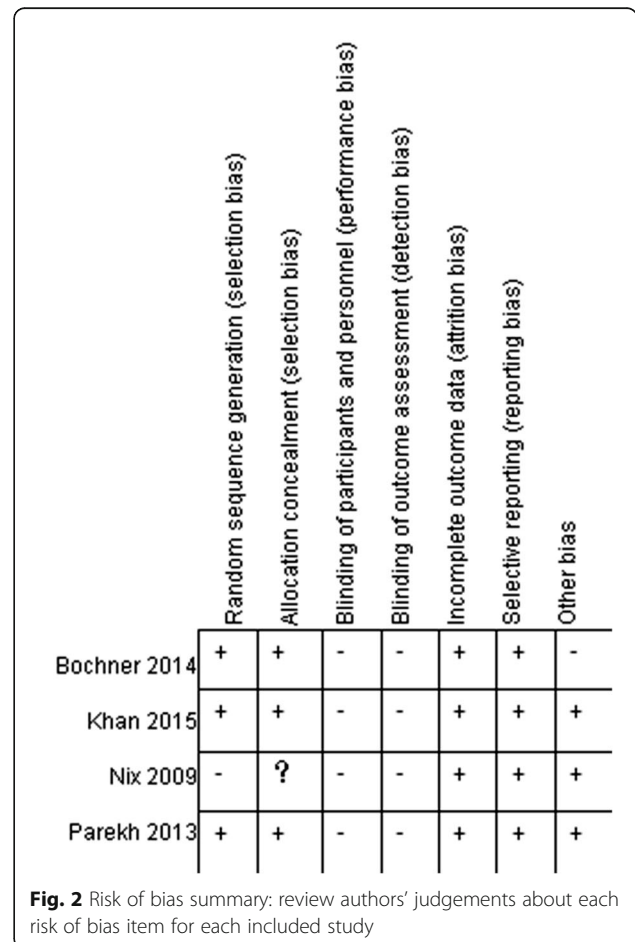 Random sequence generation (selection bias)
Allocation concealment (selection bias)
Blinding of participants and personnel (performance bias)
Blinding of outcome assessment (detection bias)
Incomplete outcome data (attrition bias)
Selective reporting (reporting bias)
Other bias
Bochner 2014 + + - - + + -
Khan 2015 + + - - + + +
Nix 2009 - ? - - + + +
Parekh 2013 + + - - + + +
Fig. 2 Risk of bias summary: review authors' judgements about each
risk of bias item for each included study